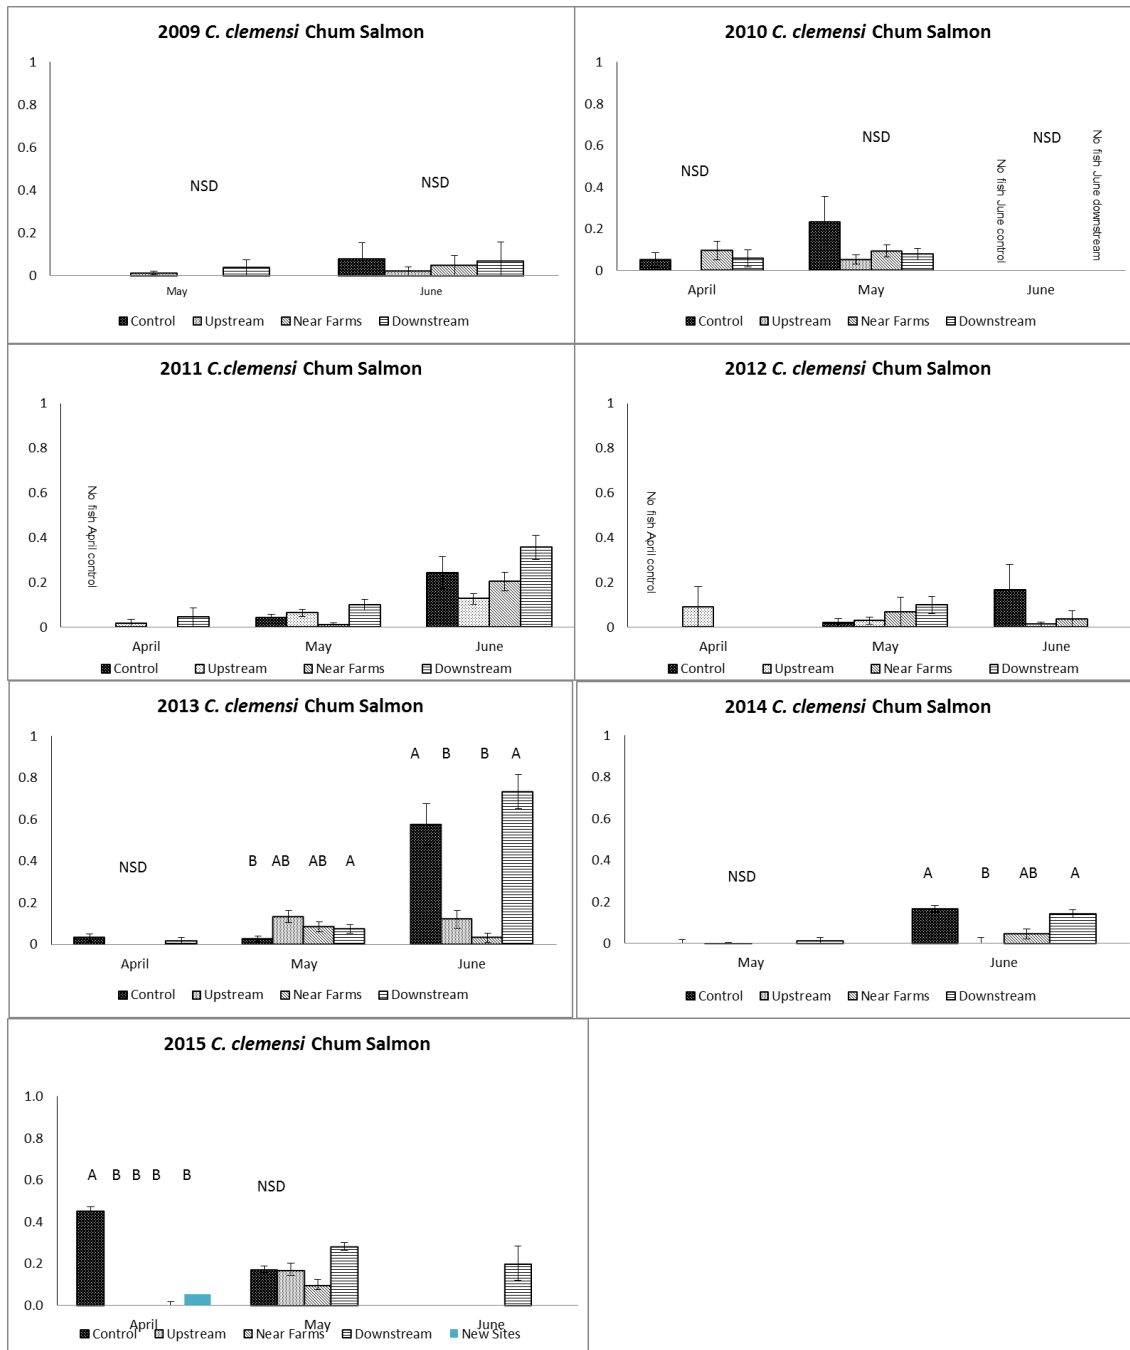 2009 C. clemensi Chum Salmon
1
0.8
0.6
0.4
0.2
0
NSD
NSD
May
June
Control Upstream Near Farms Downstream
2010 C. clemensi Chum Salmon
1
0.8
0.6
0.4
0.2
0
NSD
NSD
NSD
No fish June control
No fish June downstream
April
May
June
Control Upstream Near Farms Downstream
2011 C.clemensi Chum Salmon
1
0.8
0.6
0.4
0.2
0
No fish April control
April
May
June
Control Upstream Near Farms Downstream
2012 C. clemensi Chum Salmon
1
0.8
0.6
0.4
0.2
0
No fish April control
April
May
June
Control Upstream Near Farms Downstream
2013 C. clemensi Chum Salmon
1
0.8
0.6
0.4
0.2
0
NSD
B AB AB A
A B B A
April
May
June
Control Upstream Near Farms Downstream
2014 C. clemensi Chum Salmon
1
0.8
0.6
0.4
0.2
0
NSD
A B AB A
May
June
Control Upstream Near Farms Downstream
2015 C. clemensi Chum Salmon
1.0
0.8
0.6
0.4
0.2
0.0
A B B B B
NSD
April
May
June
Control Upstream Near Farms Downstream New Sites